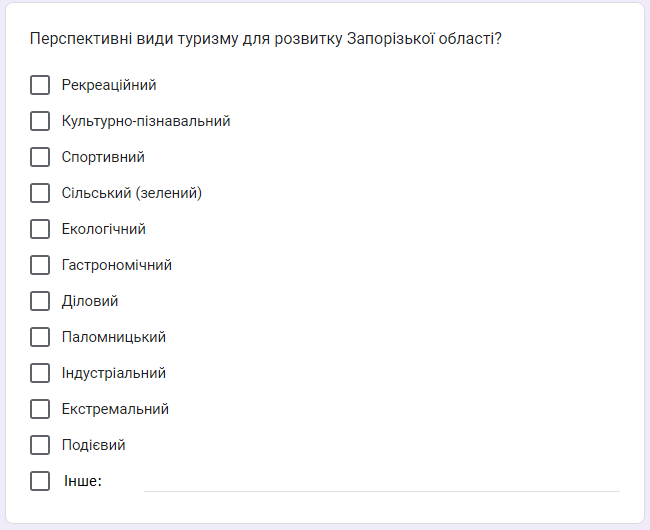 Перспективні види туризму для розвитку Запорізької області?
Рекреаційний
Культурно-пізнавальний
Спортивний
Сільський (зелений)
Екологічний
Гастрономічний
Діловий
Паломницький
Індустріальний
Екстремальний
Подієвий
Інше: